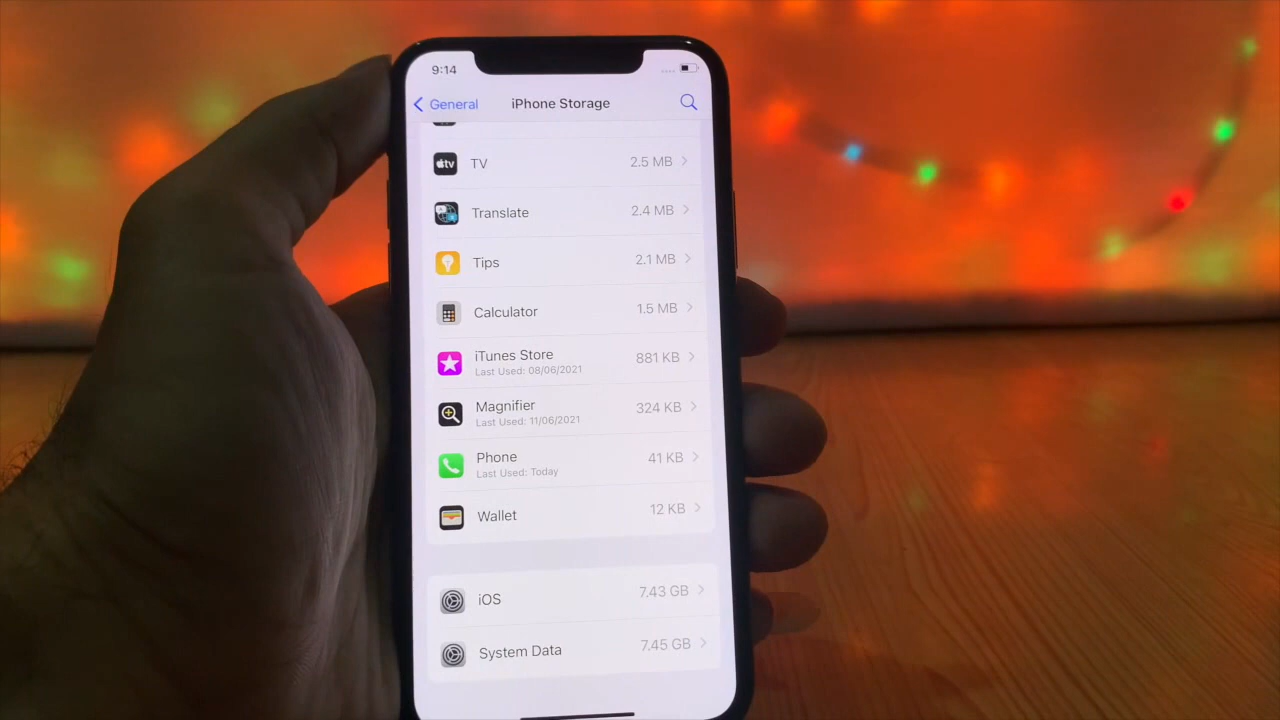 9:14
General
iPhone Storage
tv
TV
2.5 MB
Translate
2.4 MB
Tips
2.1 MB
Calculator
1.5 MB
iTunes Store
Last Used: 08/06/2021
881 KB
Magnifier
Last Used: 11/06/2021
324 KB
Phone
Last Used: Today
41 KB
Wallet
12 KB
iOS
7.43 GB
System Data
7.45 GB